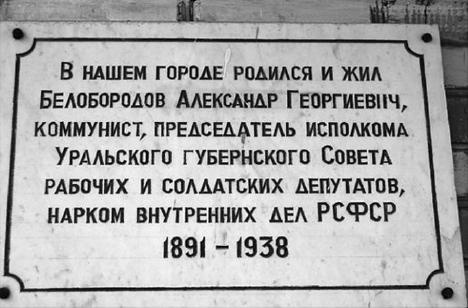 В НАШЕМ ГОРОДЕ РОДИЛСЯ И ЖИЛ
БЕЛОБОРОДОВ АЛЕКСАНДР ГЕОРГИЕВИЧ,
КОММУНИСТ, ПРЕДСЕДАТЕЛЬ ИСПОЛКОМА
УРАЛЬСКОГО ГУБЕРНСКОГО СОВЕТА
РАБОЧИХ И СОЛДАТСКИХ ДЕПУТАТОВ,
НАРКОМ ВНУТРЕННИХ ДЕЛ РСФСР
1891 - 1938